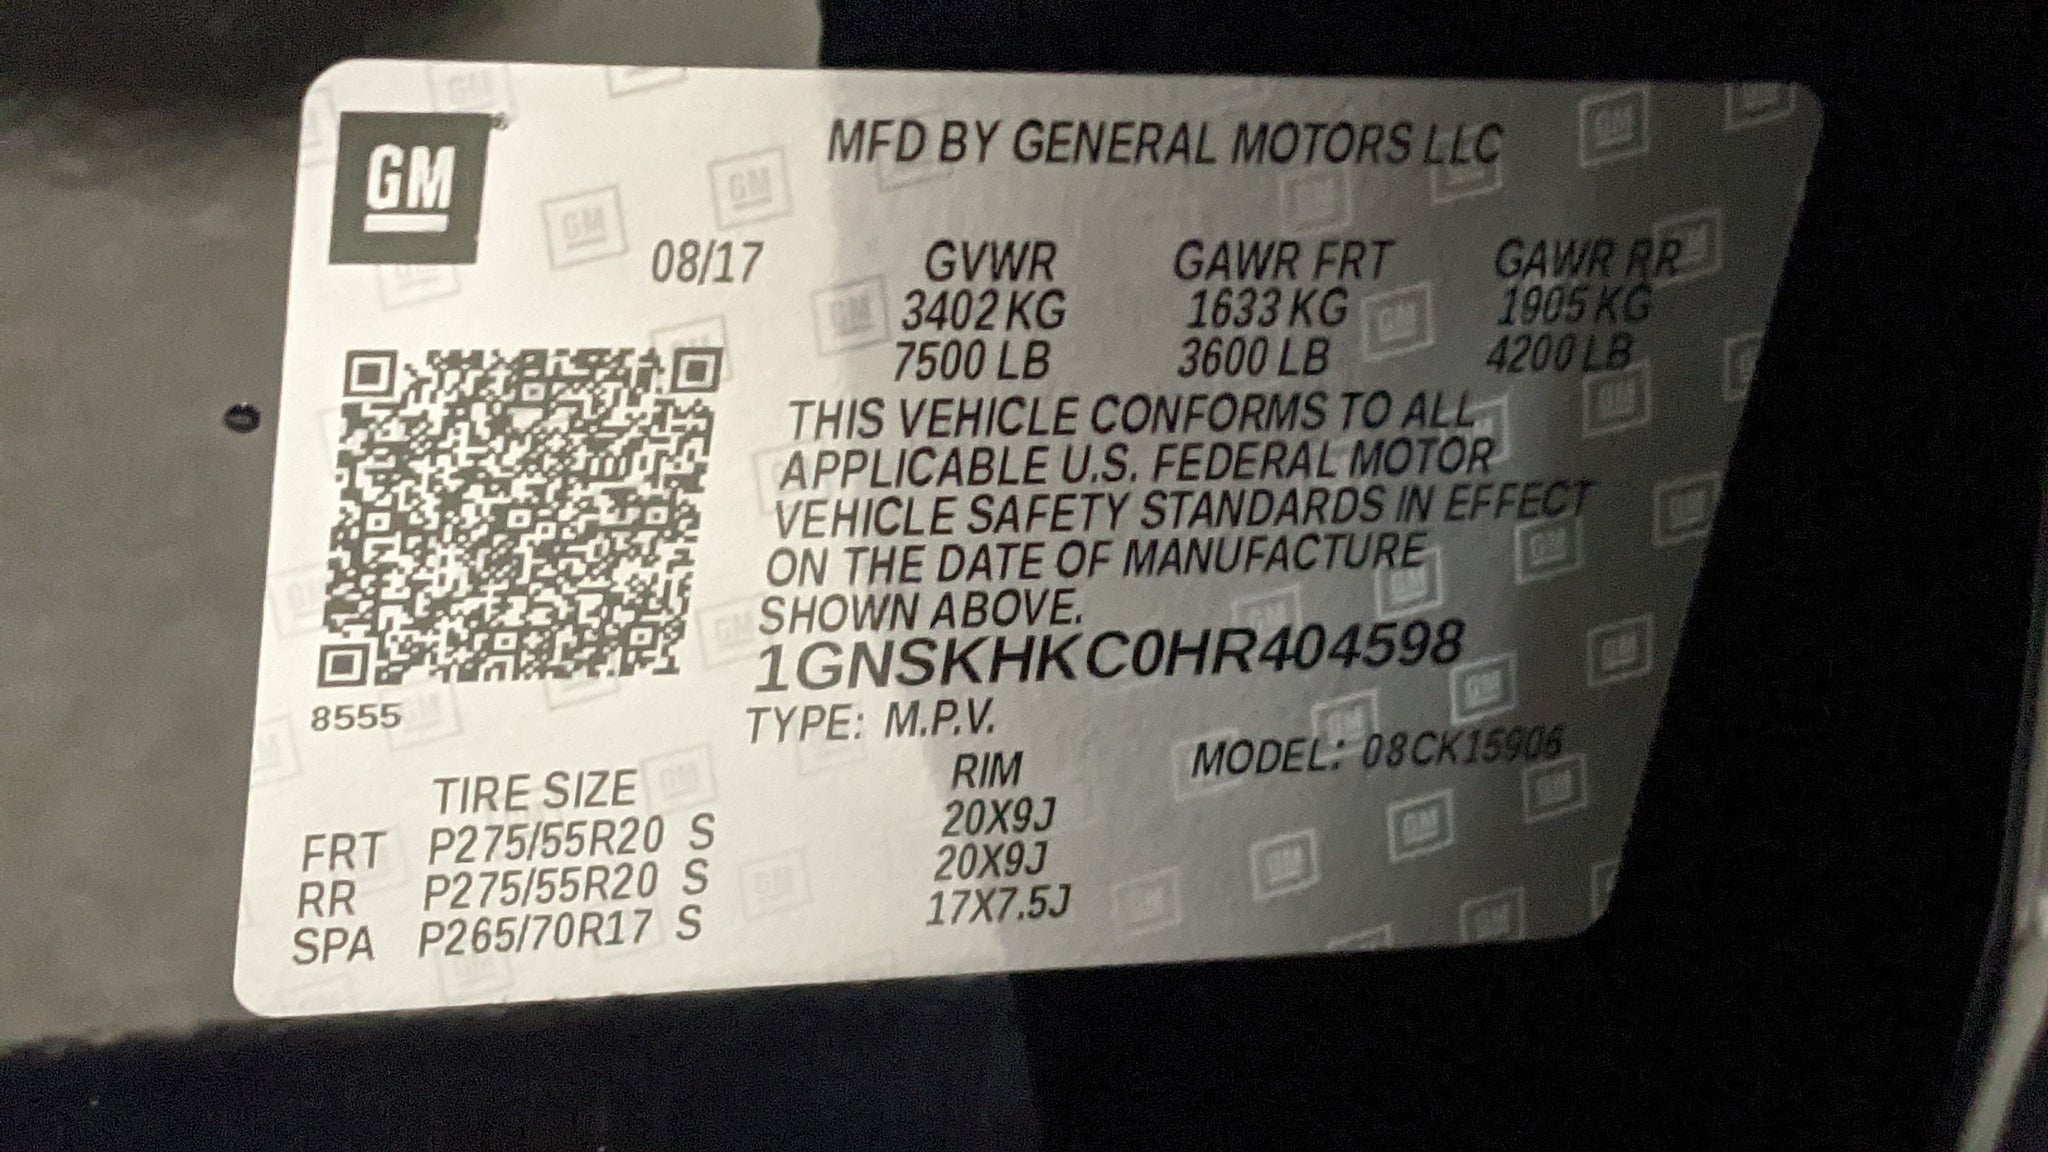 GM
MFD BY GENERAL MOTORS LLC
08/17 GVWR GAWR FRT GAWR RR
3402 KG 1633 KG 1905 KG
7500 LB 3600 LB 4200 LB
THIS VEHICLE CONFORMS TO ALL
APPLICABLE U.S. FEDERAL MOTOR
VEHICLE SAFETY STANDARDS IN EFFECT
ON THE DATE OF MANUFACTURE
SHOWN ABOVE.
1GNSKHKC0HR404598
8555
TYPE: M.P.V.
MODEL: 08CK15906
TIRE SIZE RIM
FRT P275/55R20 S 20X9J
RR P275/55R20 S 20X9J
SPA P265/70R17 S 17X7.5J